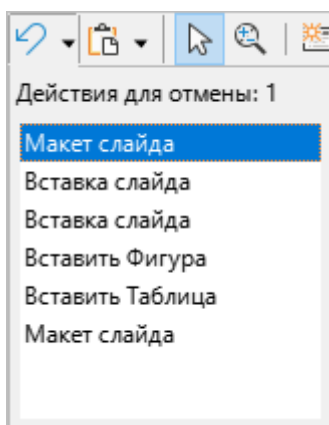 Действия для отмены: 1
Макет слайда
Вставка слайда
Вставка слайда
Вставить Фигура
Вставить Таблица
Макет слайда